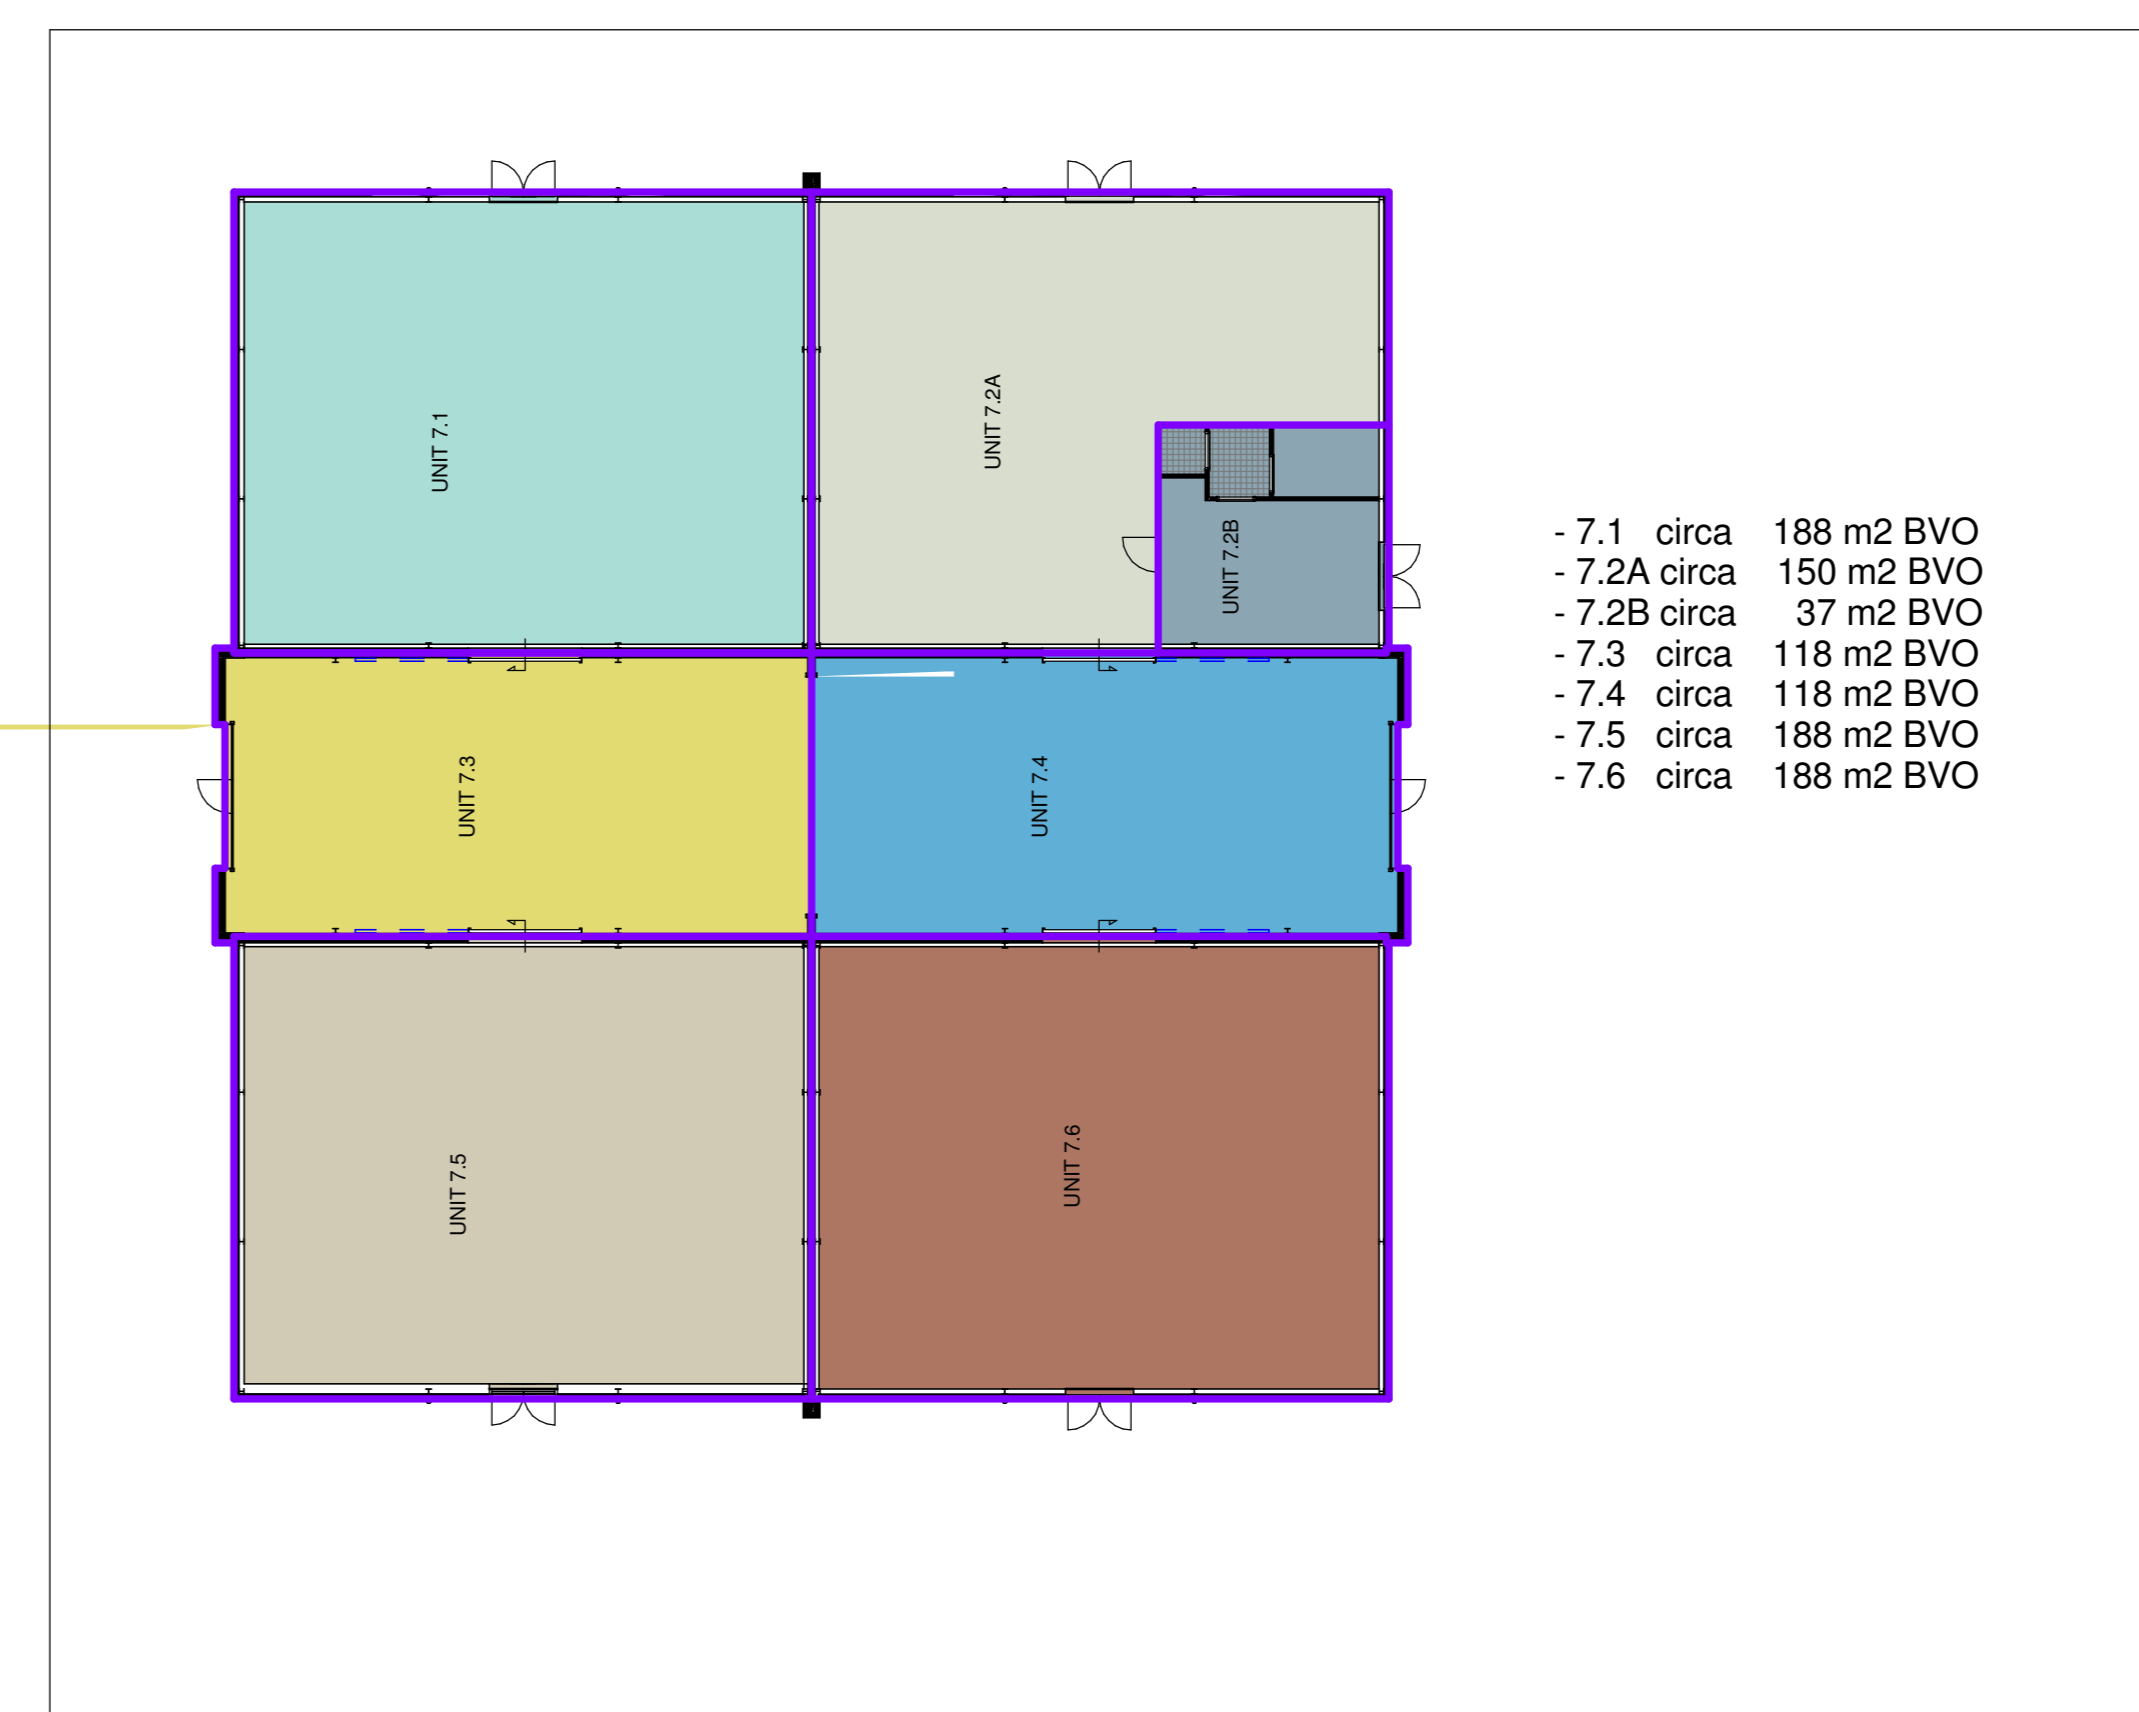 UNIT 7.1
UNIT 7.2A
UNIT 7.2B
UNIT 7.3
UNIT 7.4
UNIT 7.5
UNIT 7.6
- 7.1 circa 188 m2 BVO
- 7.2A circa 150 m2 BVO
- 7.2B circa 37 m2 BVO
- 7.3 circa 118 m2 BVO
- 7.4 circa 118 m2 BVO
- 7.5 circa 188 m2 BVO
- 7.6 circa 188 m2 BVO